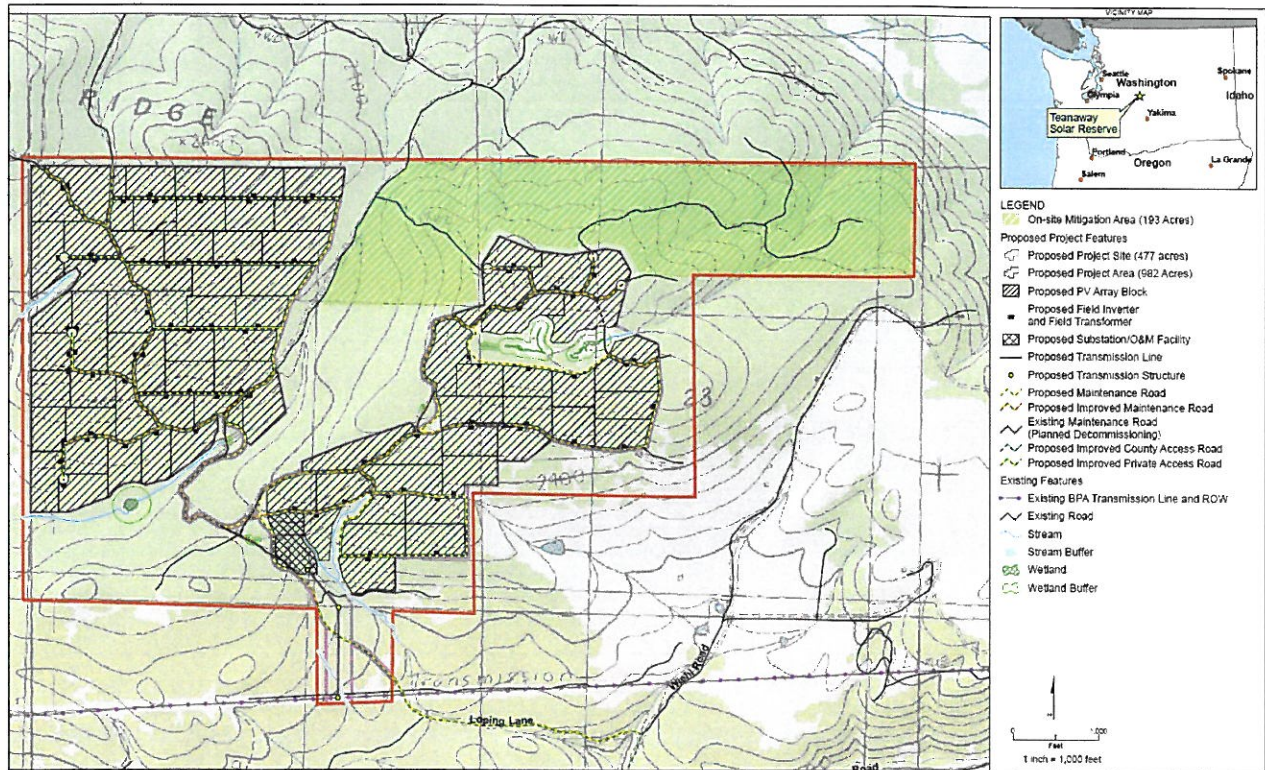 VICINITY MAP
Seattle
Spokane
Washington
Olympia
Idaho
Teanaway
Solar Reserve
Yakima
Portland
Oregon
La Grande
Salem
RIDGE
23
2400
Transmission
Wiehl Road
Loping Lane
Road
LEGEND
On-site Mitigation Area (193 Acres)
Proposed Project Features
Proposed Project Site (477 acres)
Proposed Project Area (982 Acres)
Proposed PV Array Block
Proposed Field Inverter
and Field Transformer
Proposed Substation/O&M Facility
Proposed Transmission Line
Proposed Transmission Structure
Proposed Maintenance Road
Proposed Improved Maintenance Road
Existing Maintenance Road
(Planned Decommissioning)
Proposed Improved County Access Road
Proposed Improved Private Access Road
Existing Features
Existing BPA Transmission Line and ROW
Existing Road
Stream
Stream Buffer
Wetland
Wetland Buffer
0 1,000
Feet
1 inch = 1,000 feet